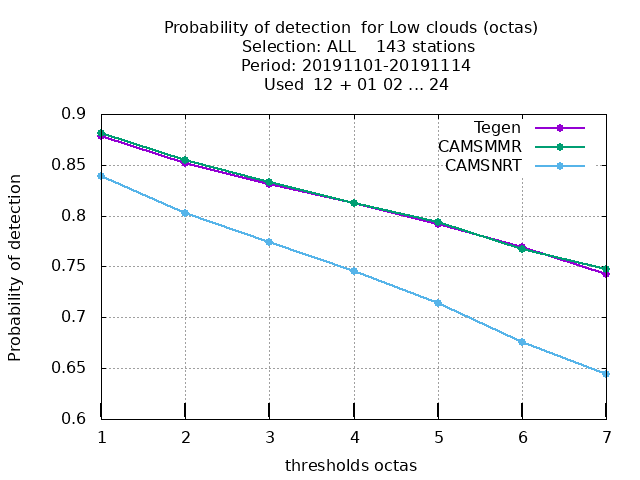 Probability of detection  for Low clouds (octas)
Selection: ALL    143 stations
Period: 20191101-20191114
Used  12 + 01 02 ... 24
Tegen
CAMSMMR
CAMSNRT
Probability of detection
0.9
0.85
0.8
0.75
0.7
0.65
0.6
1 2 3 4 5 6 7
thresholds octas